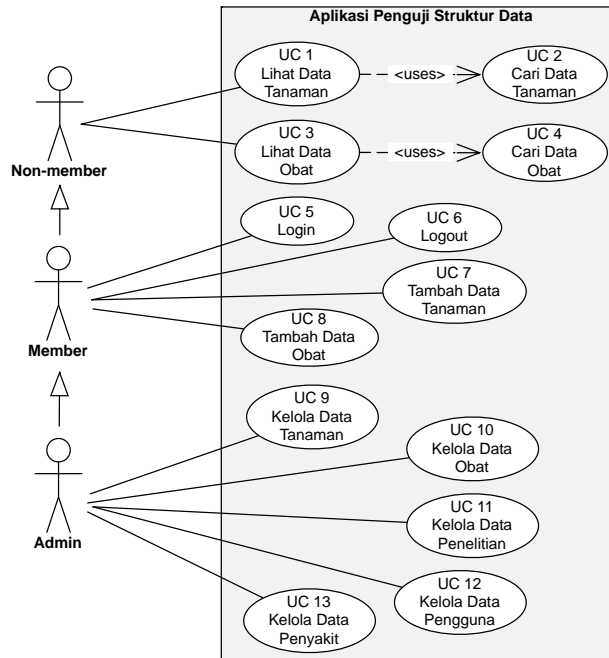 Aplikasi Penguji Struktur Data
UC 1
Lihat Data
Tanaman
<uses>
UC 2
Cari Data
Tanaman
UC 3
Lihat Data
Obat
<uses>
UC 4
Cari Data
Obat
Non-member
UC 5
Login
UC 6
Logout
UC 7
Tambah Data
Tanaman
UC 8
Tambah Data
Obat
Member
UC 9
Kelola Data
Tanaman
UC 10
Kelola Data
Obat
UC 11
Kelola Data
Penelitian
Admin
UC 12
Kelola Data
Pengguna
UC 13
Kelola Data
Penyakit